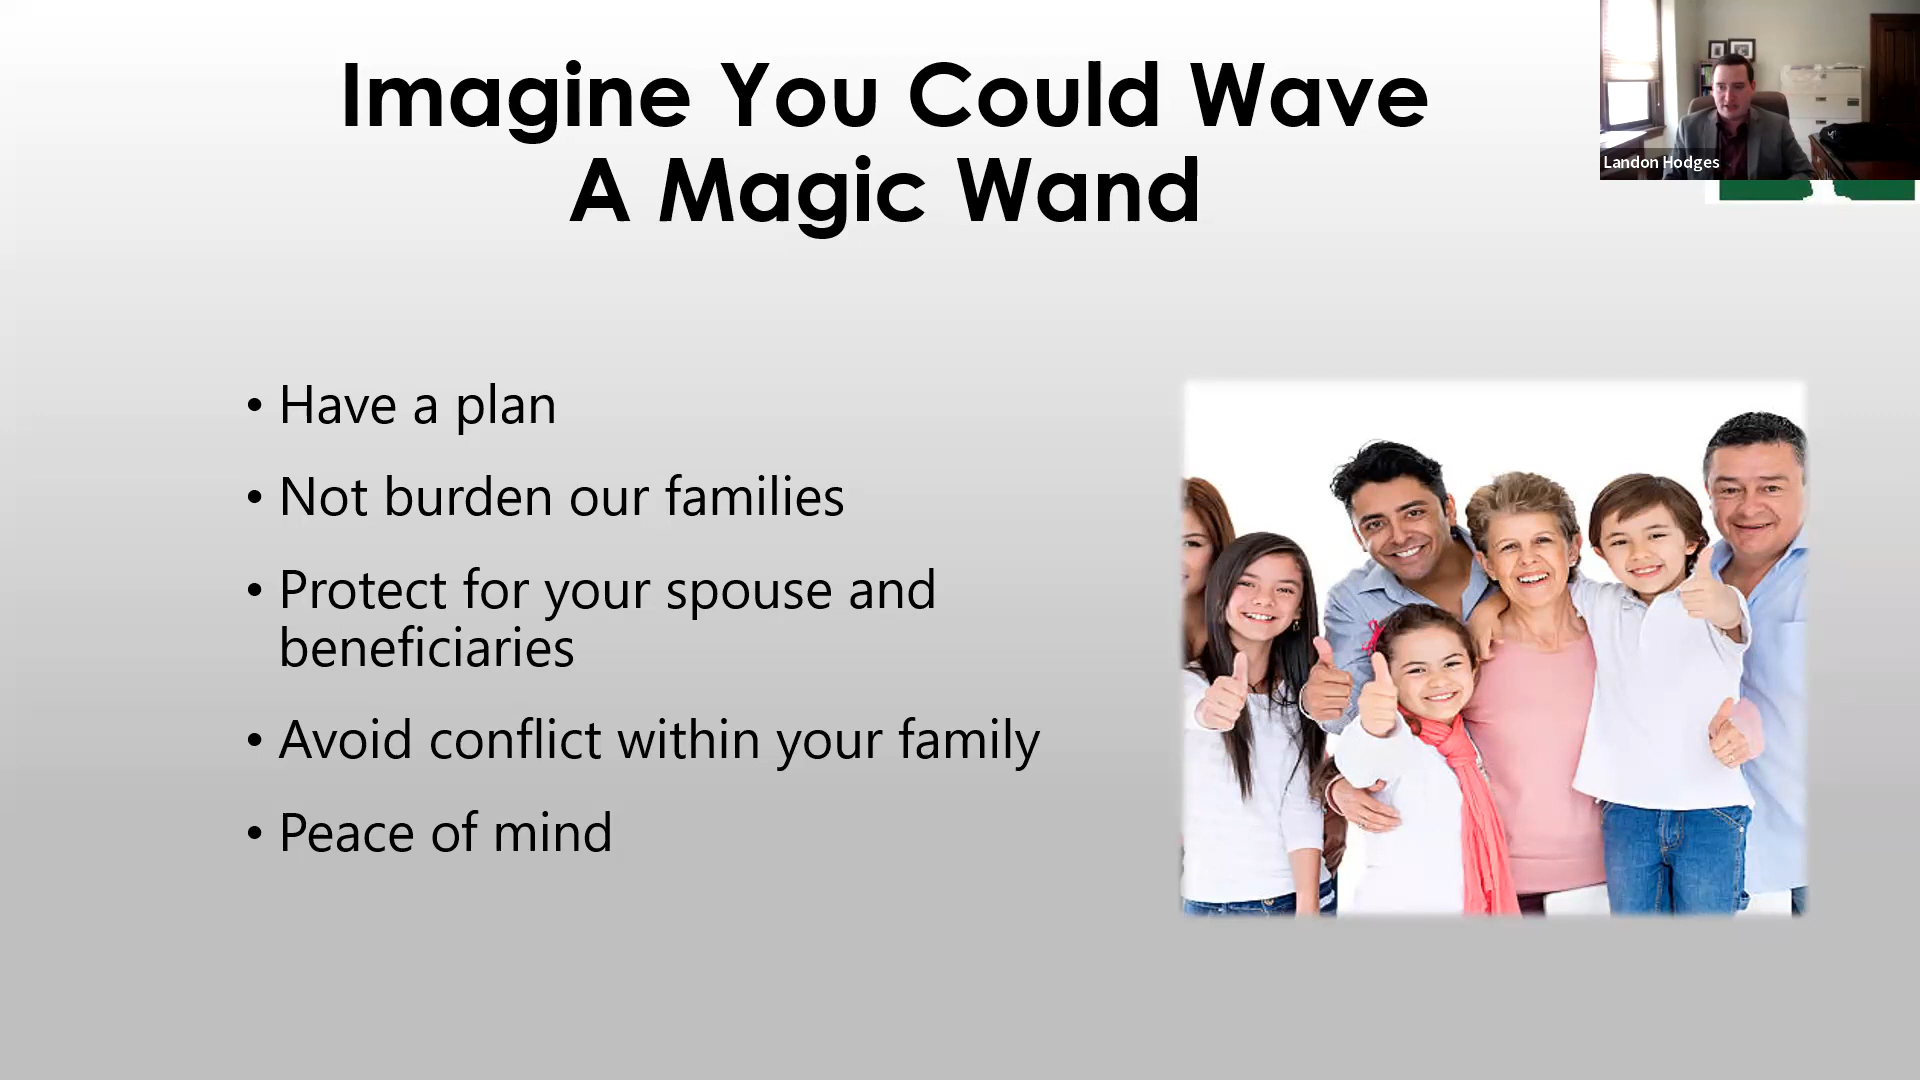 Imagine You Could Wave
A Magic Wand
Landon Hodges
• Have a plan
• Not burden our families
• Protect for your spouse and
beneficiaries
• Avoid conflict within your family
• Peace of mind